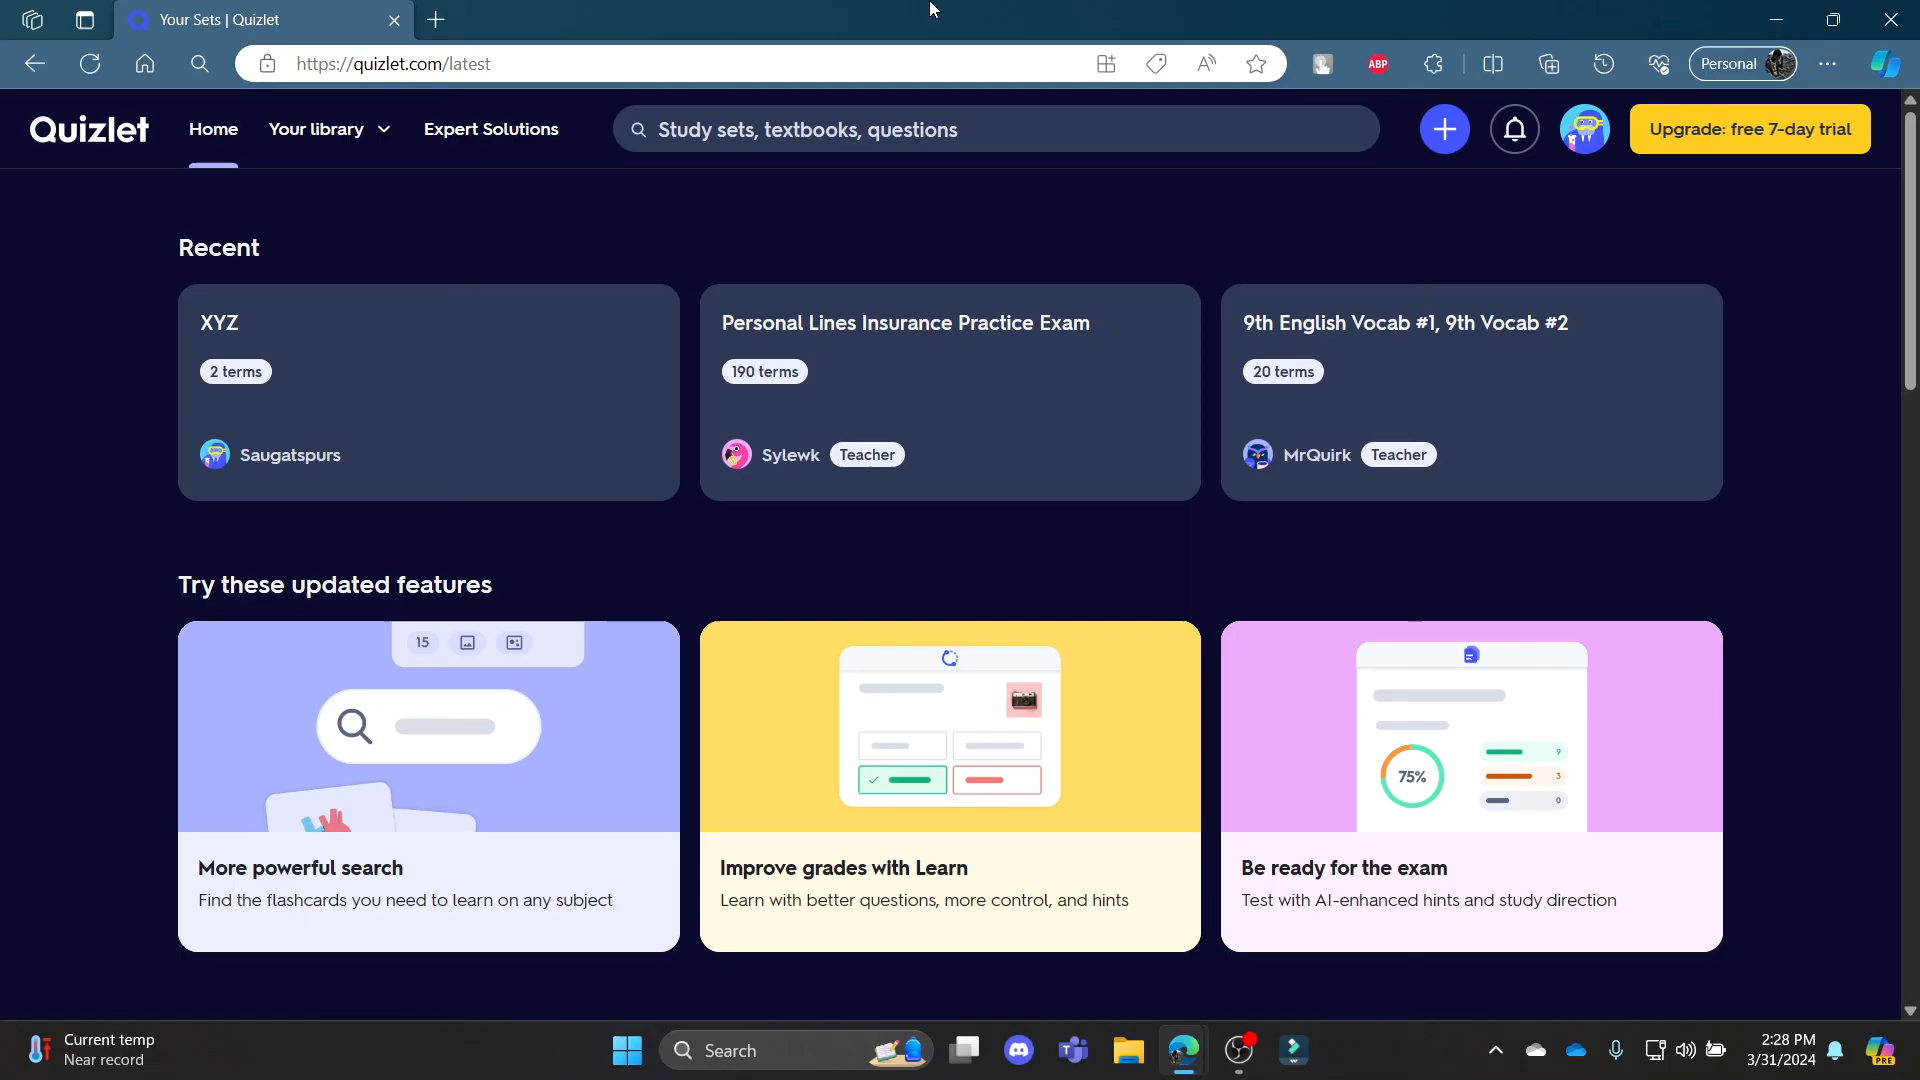 Your Sets | Quizlet
https://quizlet.com/latest
ABP
Personal
Quizlet
Home
Your library
Expert Solutions
Study sets, textbooks, questions
Upgrade: free 7-day trial
Recent
XYZ
2 terms
Saugatspurs
Personal Lines Insurance Practice Exam
190 terms
Sylewk
Teacher
9th English Vocab #1, 9th Vocab #2
20 terms
MrQuirk
Teacher
Try these updated features
15
75%
9
3
0
More powerful search
Find the flashcards you need to learn on any subject
Improve grades with Learn
Learn with better questions, more control, and hints
Be ready for the exam
Test with AI-enhanced hints and study direction
Current temp
Near record
Search
2:28 PM
3/31/2024
PRE